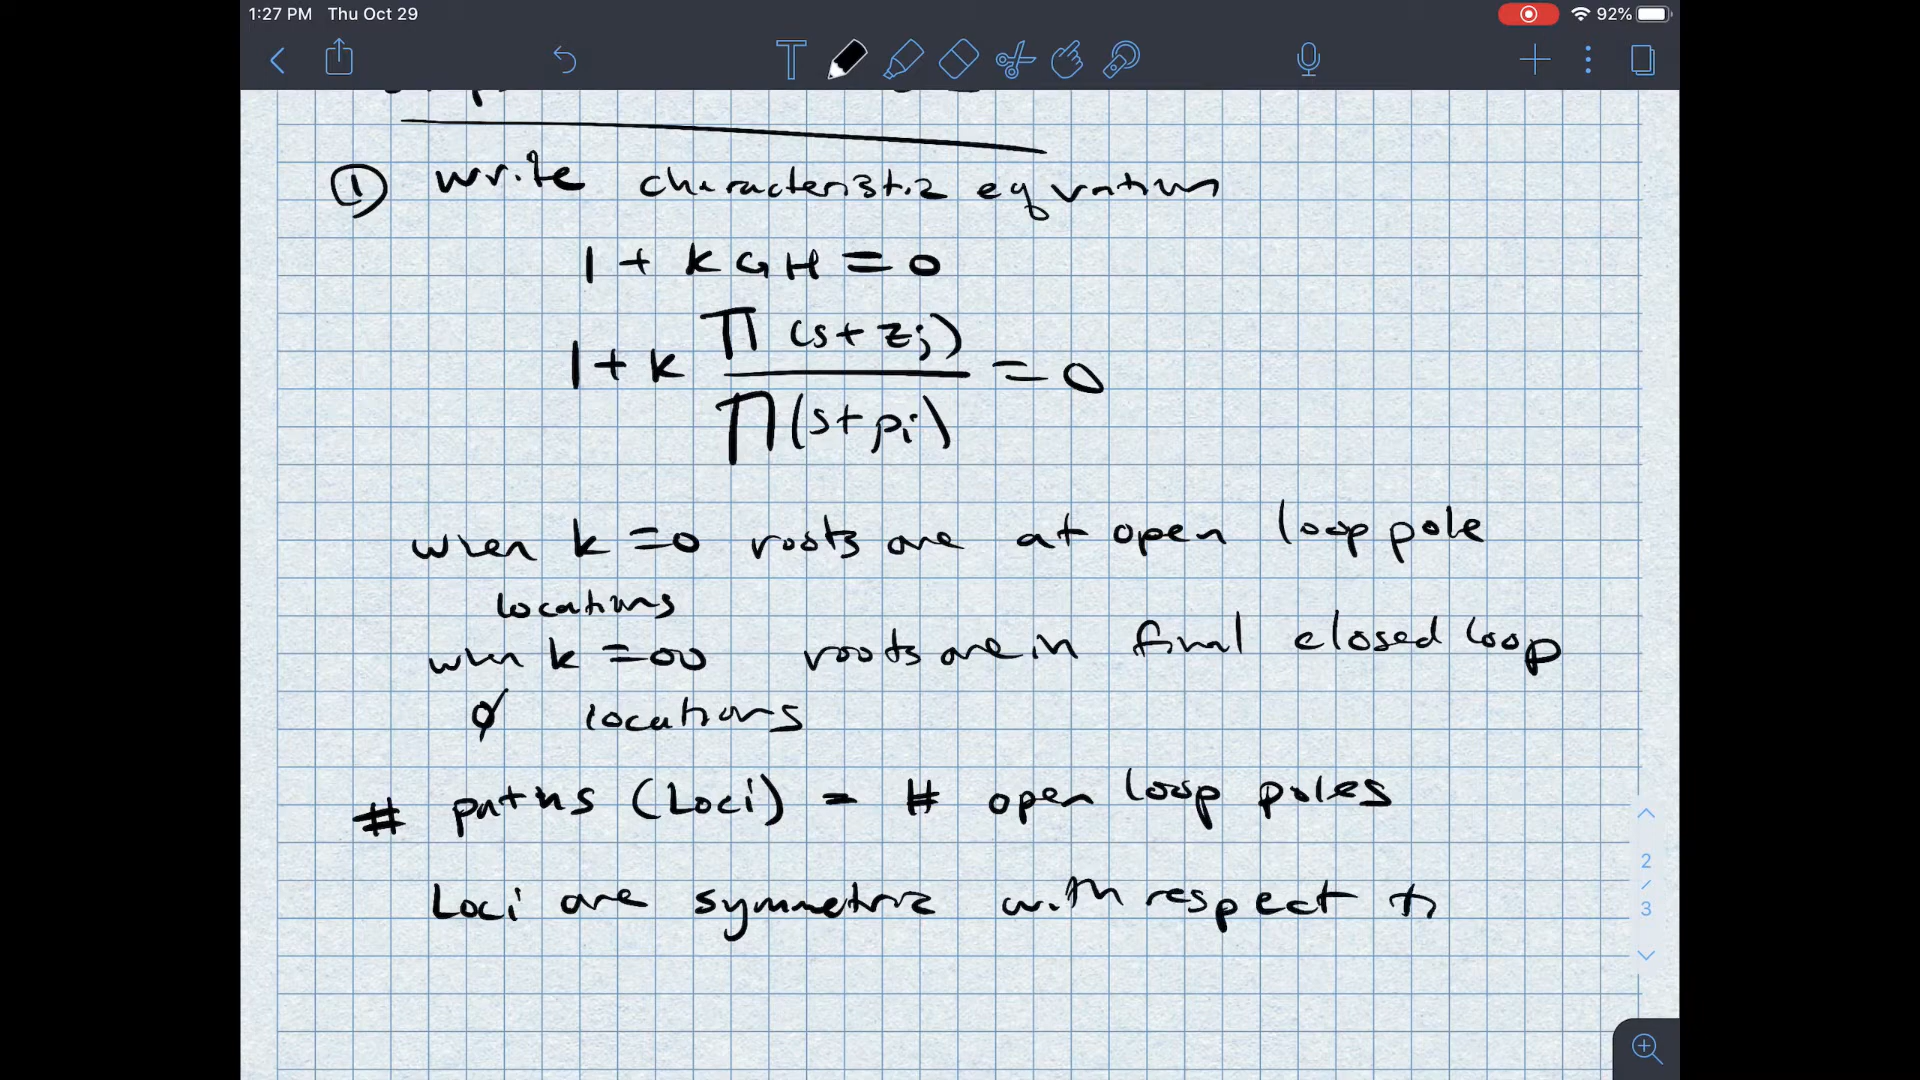 1:27 PM Thu Oct 29
92%
① write characteristic equation
1 + k G H = 0
1 + k ∏ (s + zj) / ∏ (s + pi) = 0
when k = 0 roots are at open loop pole
locations
when k = ∞ roots are in final closed loop
∅ locations
# paths (Loci) = # open loop poles
Loci are symmetric with respect to
2
/
3